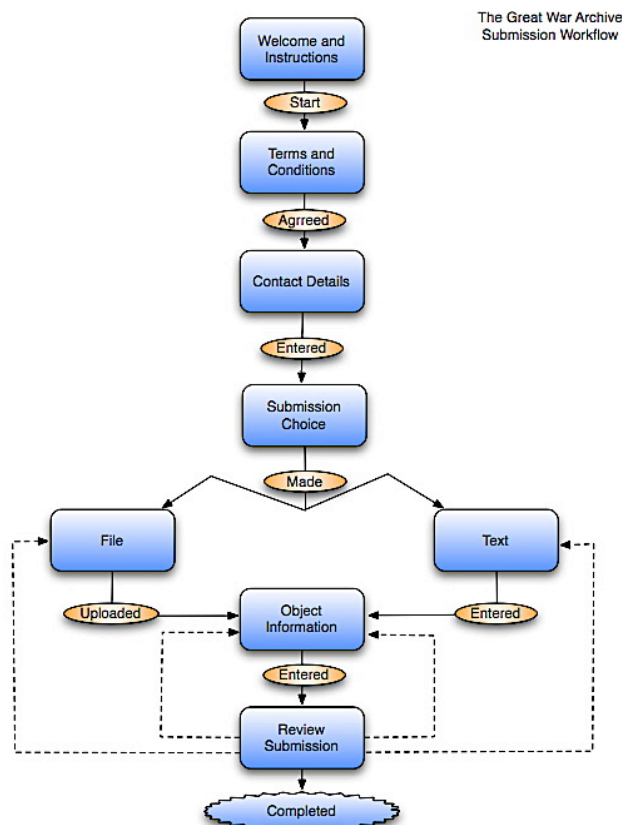 The Great War Archive
Submission Workflow
Welcome and
Instructions
Start
Terms and
Conditions
Agrreed
Contact Details
Entered
Submission
Choice
Made
File
Text
Uploaded
Object
Information
Entered
Entered
Review
Submission
Completed